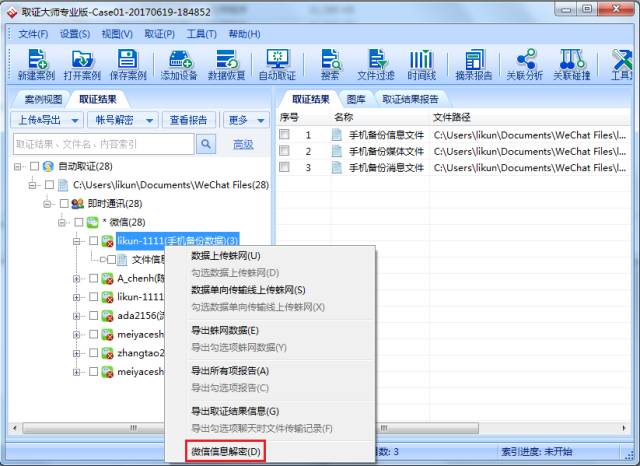 取证大师专业版-Case01-20170619-184852
文件(F) 设置(S) 视图(V) 取证(P) 工具(T) 帮助(H)
新建案例 打开案例 保存案例 添加设备 数据恢复 自动取证 搜索 文件过滤 时间线 摘录报告 关联分析 关联碰撞 工具
案例视图 取证结果
上传&导出 帐号解密 查看报告 更多
取证结果、文件名、内容索引 高级
自动取证(28)
C:\Users\likun\Documents\WeChat Files(28)
即时通讯(28)
* 微信(28)
likun-1111(手机备份数据)(3)
文件信息
A_chenh(
likun-1111
ada2156(
meiyacesh
zhangtao2
meiyacesh
取证结果 图库 取证结果报告
序号 名称 文件路径
1 手机备份信息文件 C:\Users\likun\Documents\WeChat Files\l...
2 手机备份媒体文件 C:\Users\likun\Documents\WeChat Files\l...
3 手机备份消息文件 C:\Users\likun\Documents\WeChat Files\l...
数据上传蛛网(U)
勾选数据上传蛛网(D)
数据单向传输线上传蛛网(S)
勾选数据单向传输线上传蛛网(X)
导出蛛网数据(E)
导出勾选项蛛网数据(Y)
导出所有项报告(A)
导出勾选项报告(C)
导出取证结果信息(G)
导出勾选项聊天时文件传输记录(F)
微信信息解密(D)
数: 3 索引进度: 未开始